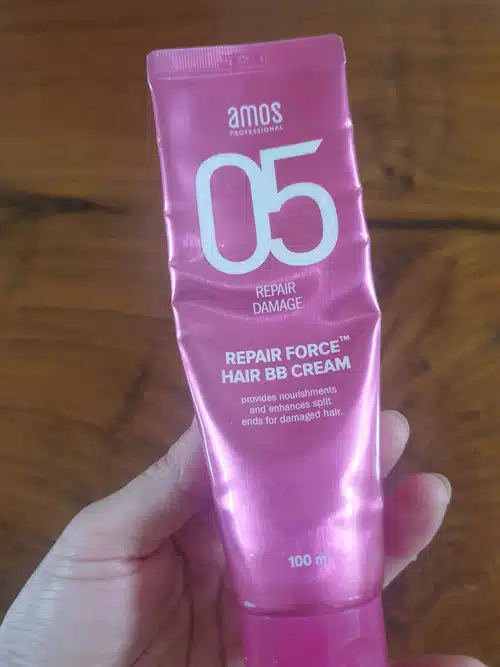 amos
PROFESSIONAL
05
REPAIR
DAMAGE
REPAIR FORCE™
HAIR BB CREAM
provides nourishments
and enhances split
ends for damaged hair.
100 m